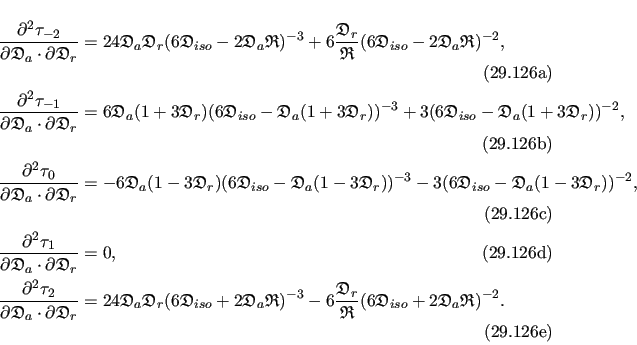 ∂²τ₋₂ / ∂𝔇ₐ · ∂𝔇ᵣ = 24𝔇ₐ𝔇ᵣ(6𝔇ᵢₛₒ − 2𝔇ₐℜ)⁻³ + 6 𝔇ᵣ/ℜ (6𝔇ᵢₛₒ − 2𝔇ₐℜ)⁻²,
(29.126a)
∂²τ₋₁ / ∂𝔇ₐ · ∂𝔇ᵣ = 6𝔇ₐ(1 + 3𝔇ᵣ)(6𝔇ᵢₛₒ − 𝔇ₐ(1 + 3𝔇ᵣ))⁻³ + 3(6𝔇ᵢₛₒ − 𝔇ₐ(1 + 3𝔇ᵣ))⁻²,
(29.126b)
∂²τ₀ / ∂𝔇ₐ · ∂𝔇ᵣ = −6𝔇ₐ(1 − 3𝔇ᵣ)(6𝔇ᵢₛₒ − 𝔇ₐ(1 − 3𝔇ᵣ))⁻³ − 3(6𝔇ᵢₛₒ − 𝔇ₐ(1 − 3𝔇ᵣ))⁻²,
(29.126c)
∂²τ₁ / ∂𝔇ₐ · ∂𝔇ᵣ = 0, (29.126d)
∂²τ₂ / ∂𝔇ₐ · ∂𝔇ᵣ = 24𝔇ₐ𝔇ᵣ(6𝔇ᵢₛₒ + 2𝔇ₐℜ)⁻³ − 6 𝔇ᵣ/ℜ (6𝔇ᵢₛₒ + 2𝔇ₐℜ)⁻².
(29.126e)